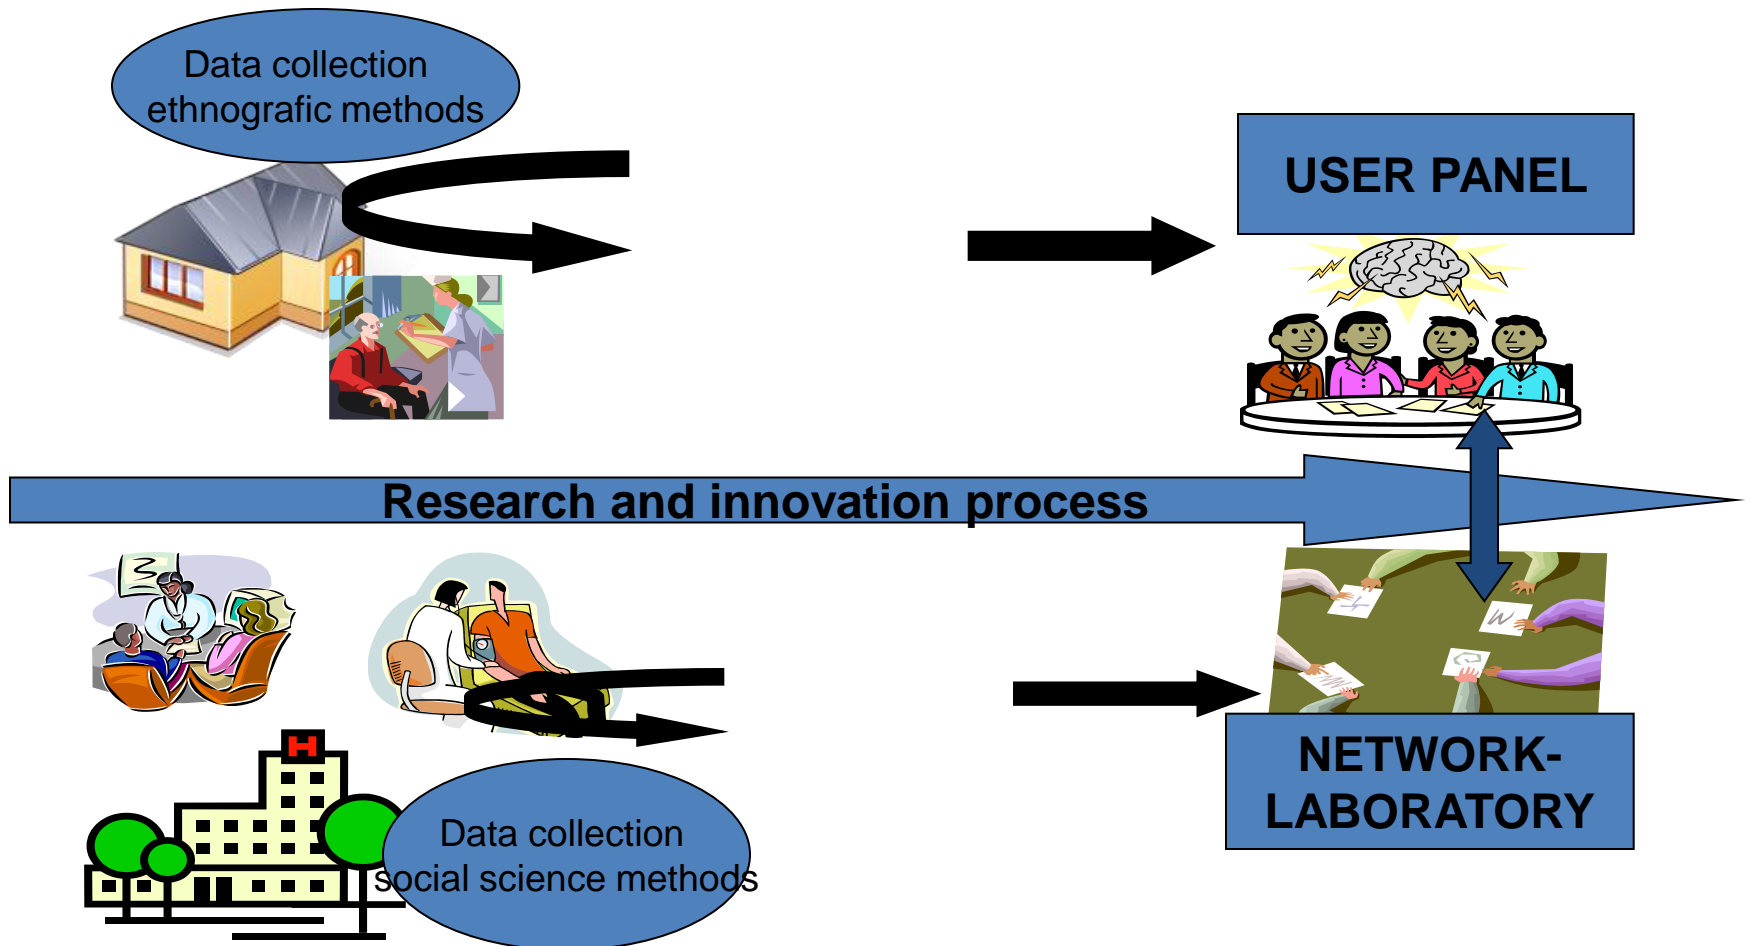 Data collection
ethnografic methods
USER PANEL
Research and innovation process
H
Data collection
social science methods
NETWORK-
LABORATORY